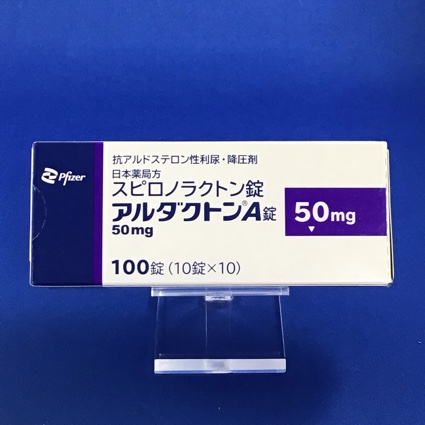 Pfizer
抗アルドステロン性利尿・降圧剤
日本薬局方
スピロノラクトン錠
アルダクトン®A錠
50mg
50mg
100錠(10錠×10)